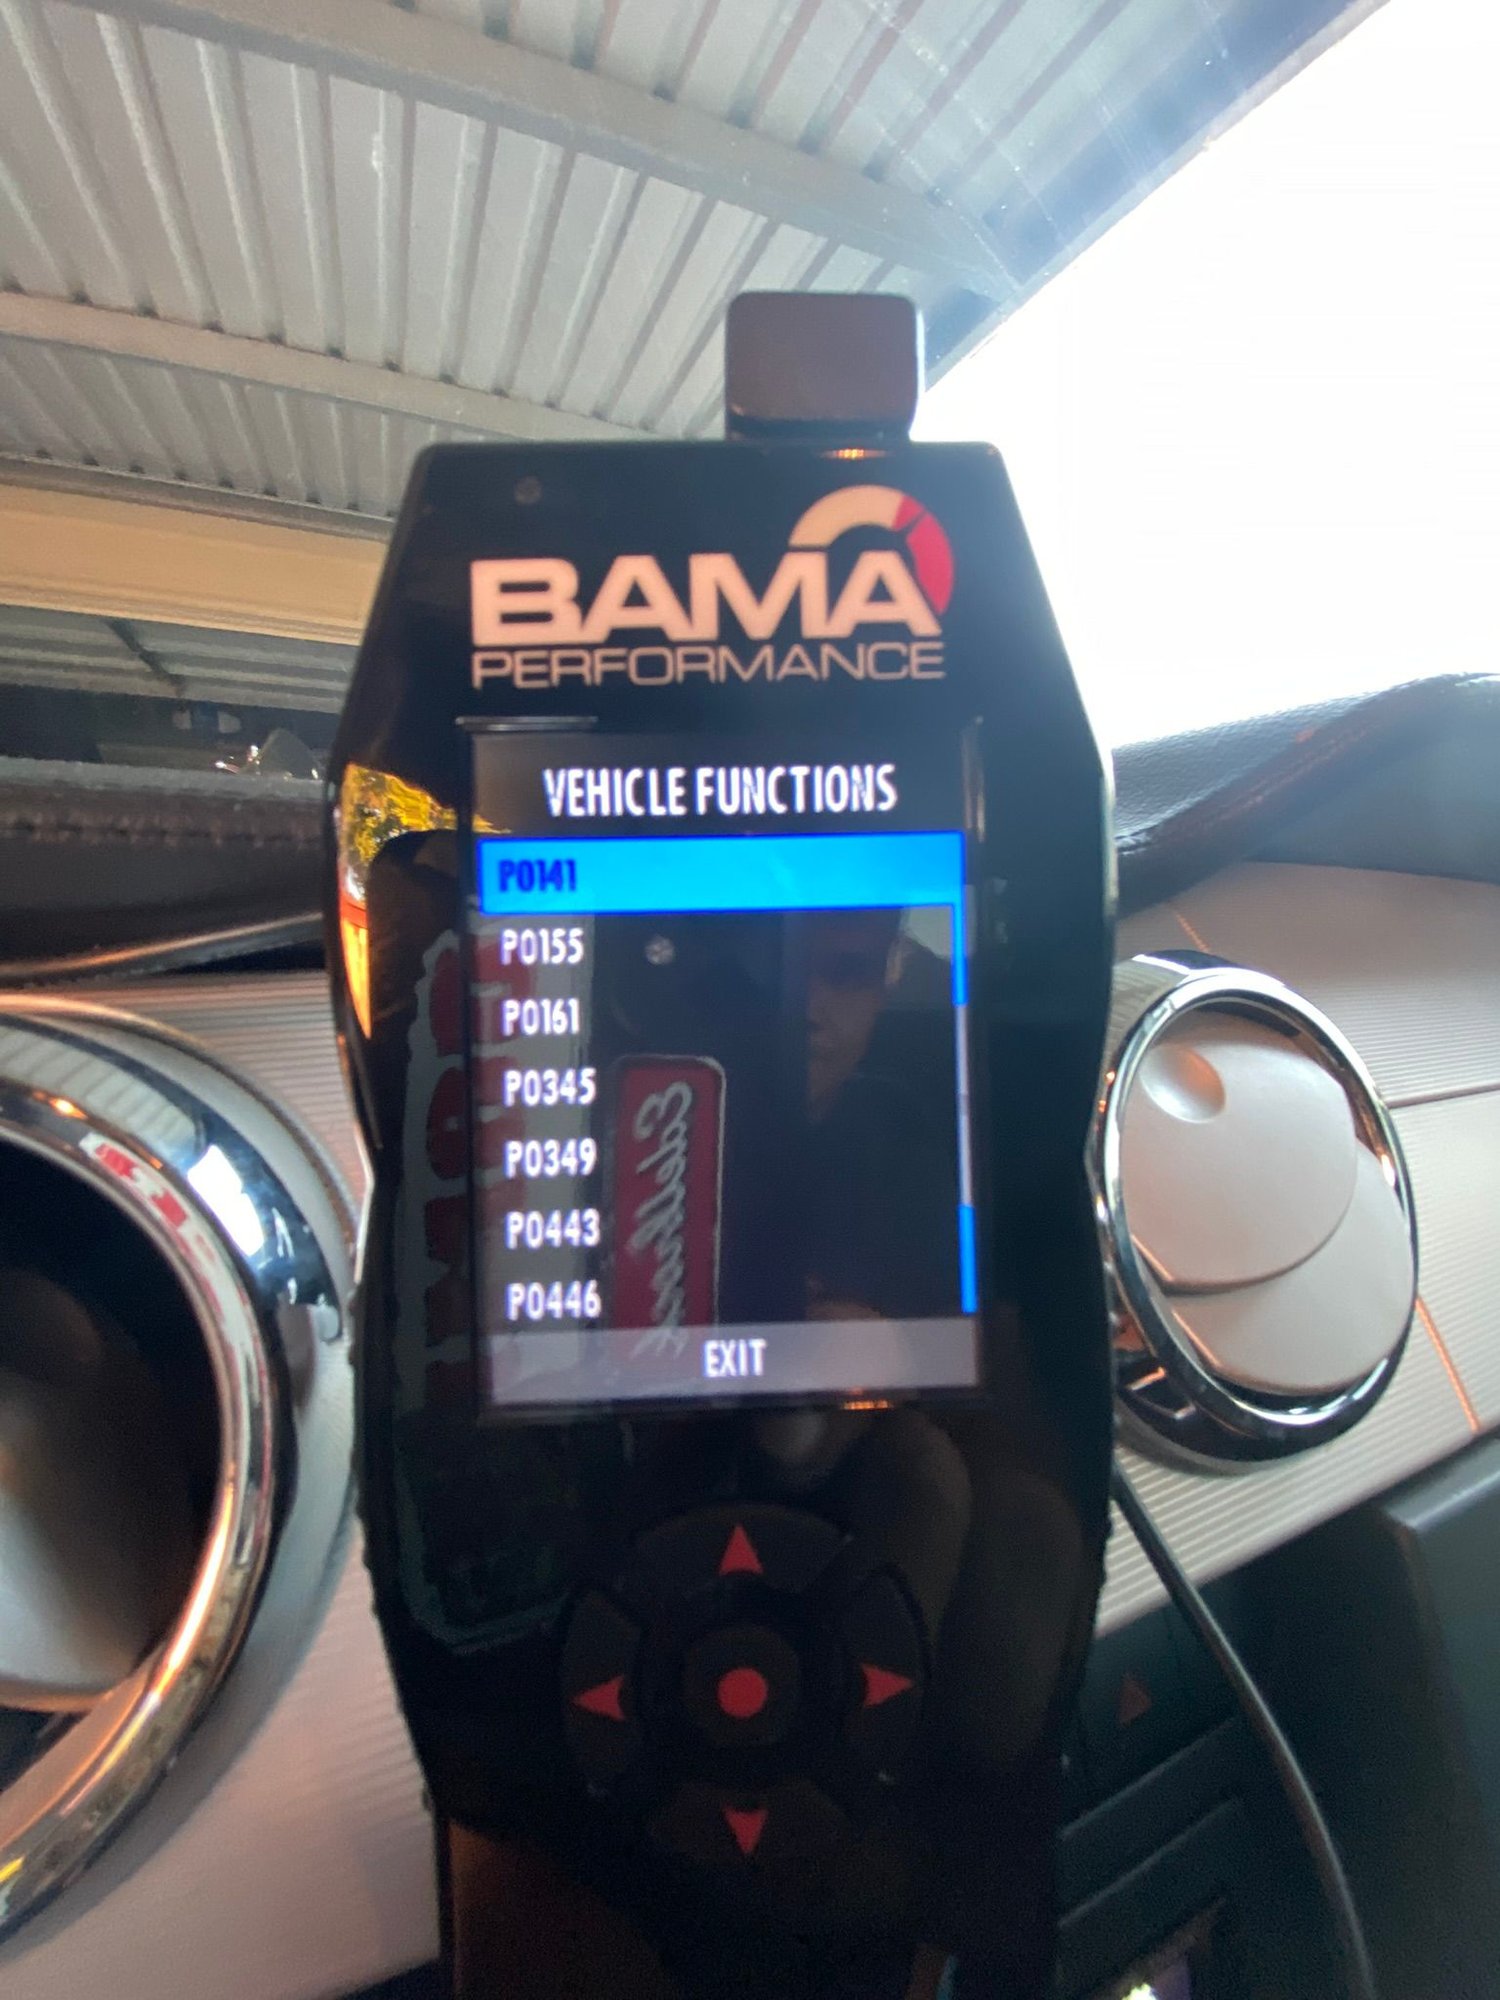 BAMA
PERFORMANCE
VEHICLE FUNCTIONS
P0141
P0155
P0161
P0345
P0349
P0443
P0446
EXIT